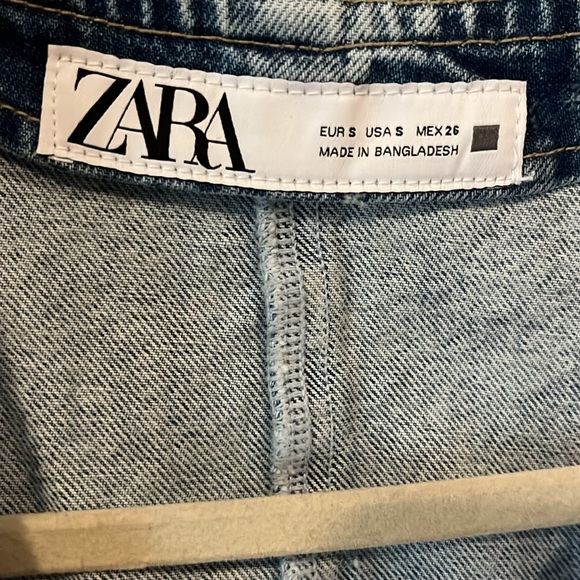 ZARA
EUR S USA S MEX 26
MADE IN BANGLADESH